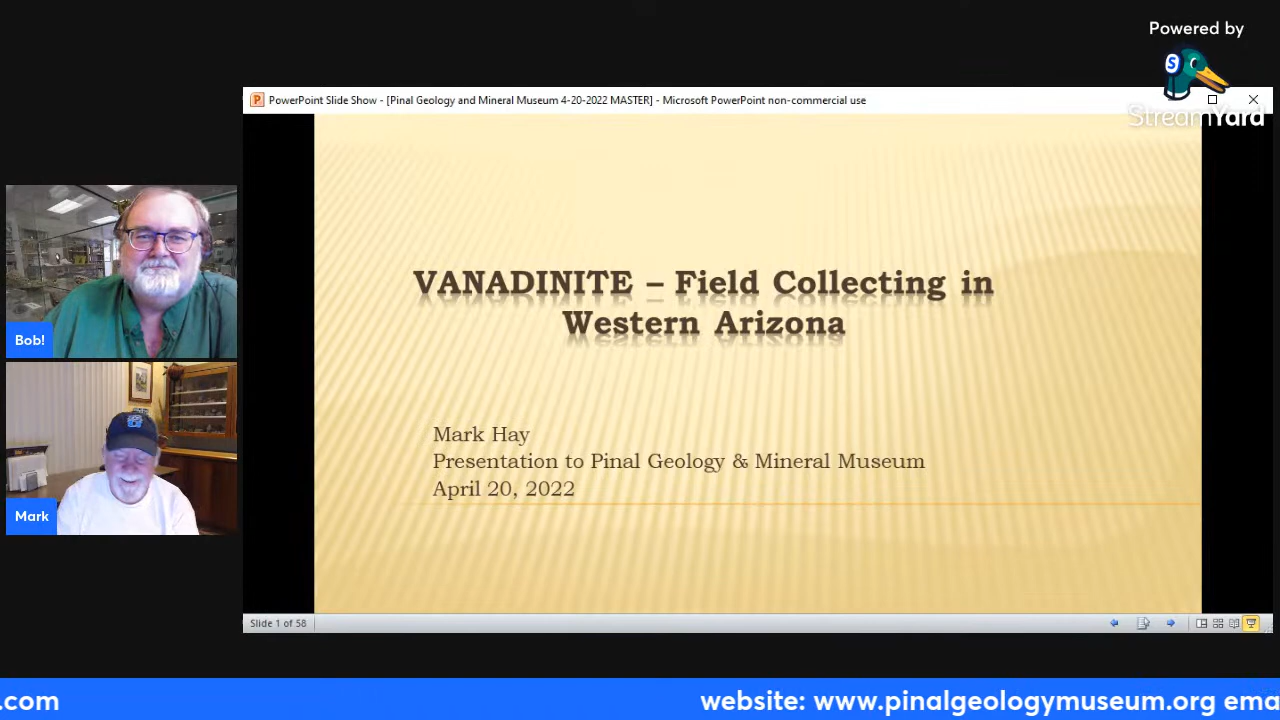 Powered by
StreamYard
PowerPoint Slide Show - [Pinal Geology and Mineral Museum 4-20-2022 MASTER] - Microsoft PowerPoint non-commercial use
VANADINITE – Field Collecting in
Western Arizona
Mark Hay
Presentation to Pinal Geology & Mineral Museum
April 20, 2022
Bob!
Mark
Slide 1 of 58
.com
website: www.pinalgeologymuseum.org ema